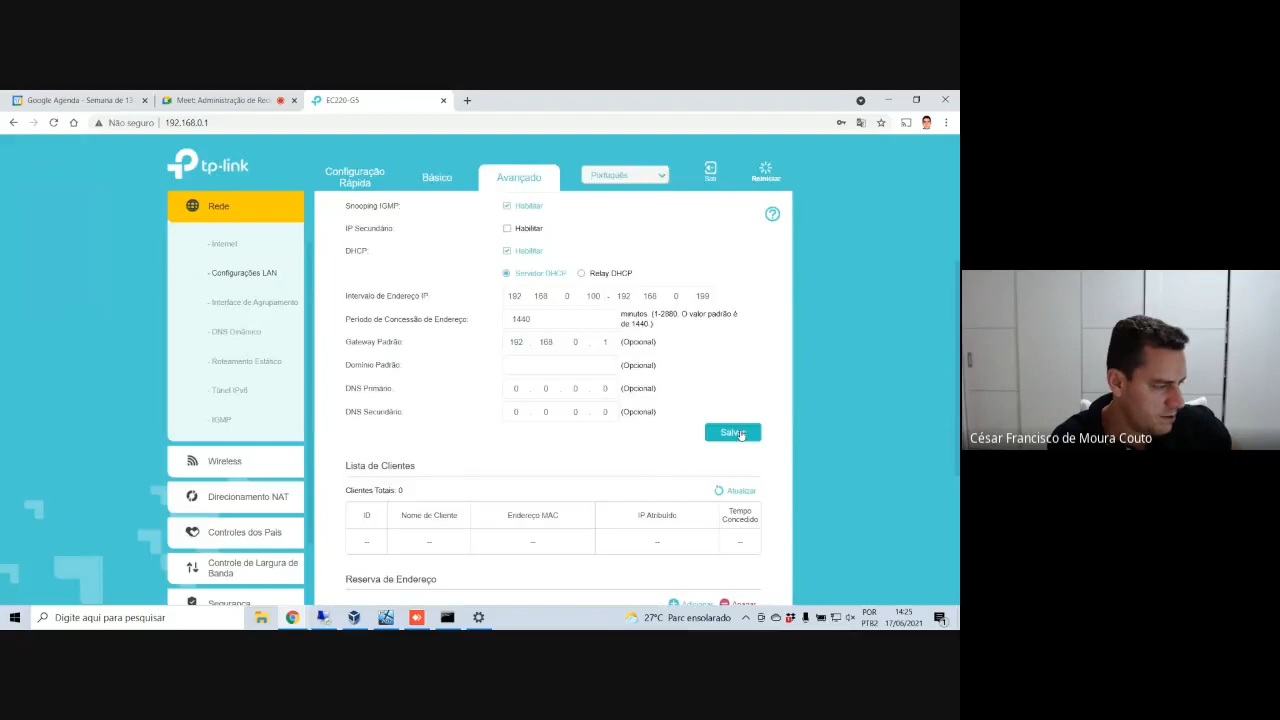 Google Agenda - Semana de 13
Meet: Administração de Red
EC220-G5
Não seguro
192.168.0.1
tp-link
Configuração
Rápida
Básico
Avançado
Português
Sair
Reinicizar
Rede
- Internet
- Configurações LAN
- Interface de Agrupamento
- DNS Dinâmico
- Roteamento Estático
- Túnel IPv6
- IGMP
Wireless
Direcionamento NAT
Controles dos Pais
Controle de Largura de
Banda
Segurança
Snooping IGMP:
Habilitar
IP Secundário:
Habilitar
DHCP:
Habilitar
Servidor DHCP
Relay DHCP
Intervalo de Endereço IP:
192 168 0 100 - 192 168 0 199
Período de Concessão de Endereço:
1440
minutos. (1-2880. O valor padrão é
de 1440.)
Gateway Padrão:
192 . 168 . 0 . 1
(Opcional)
Domínio Padrão:
(Opcional)
DNS Primário:
0 . 0 . 0 . 0
(Opcional)
DNS Secundário:
0 . 0 . 0 . 0
(Opcional)
Salvar
Lista de Clientes
Clientes Totais: 0
Atualizar
ID
Nome de Cliente
Endereço MAC
IP Atribuído
Tempo
Concedido
--
--
--
--
--
Reserva de Endereço
Adicionar
Apagar
Digite aqui para pesquisar
27°C Parc ensolarado
POR
PTB2
14:25
17/06/2021
1
César Francisco de Moura Couto